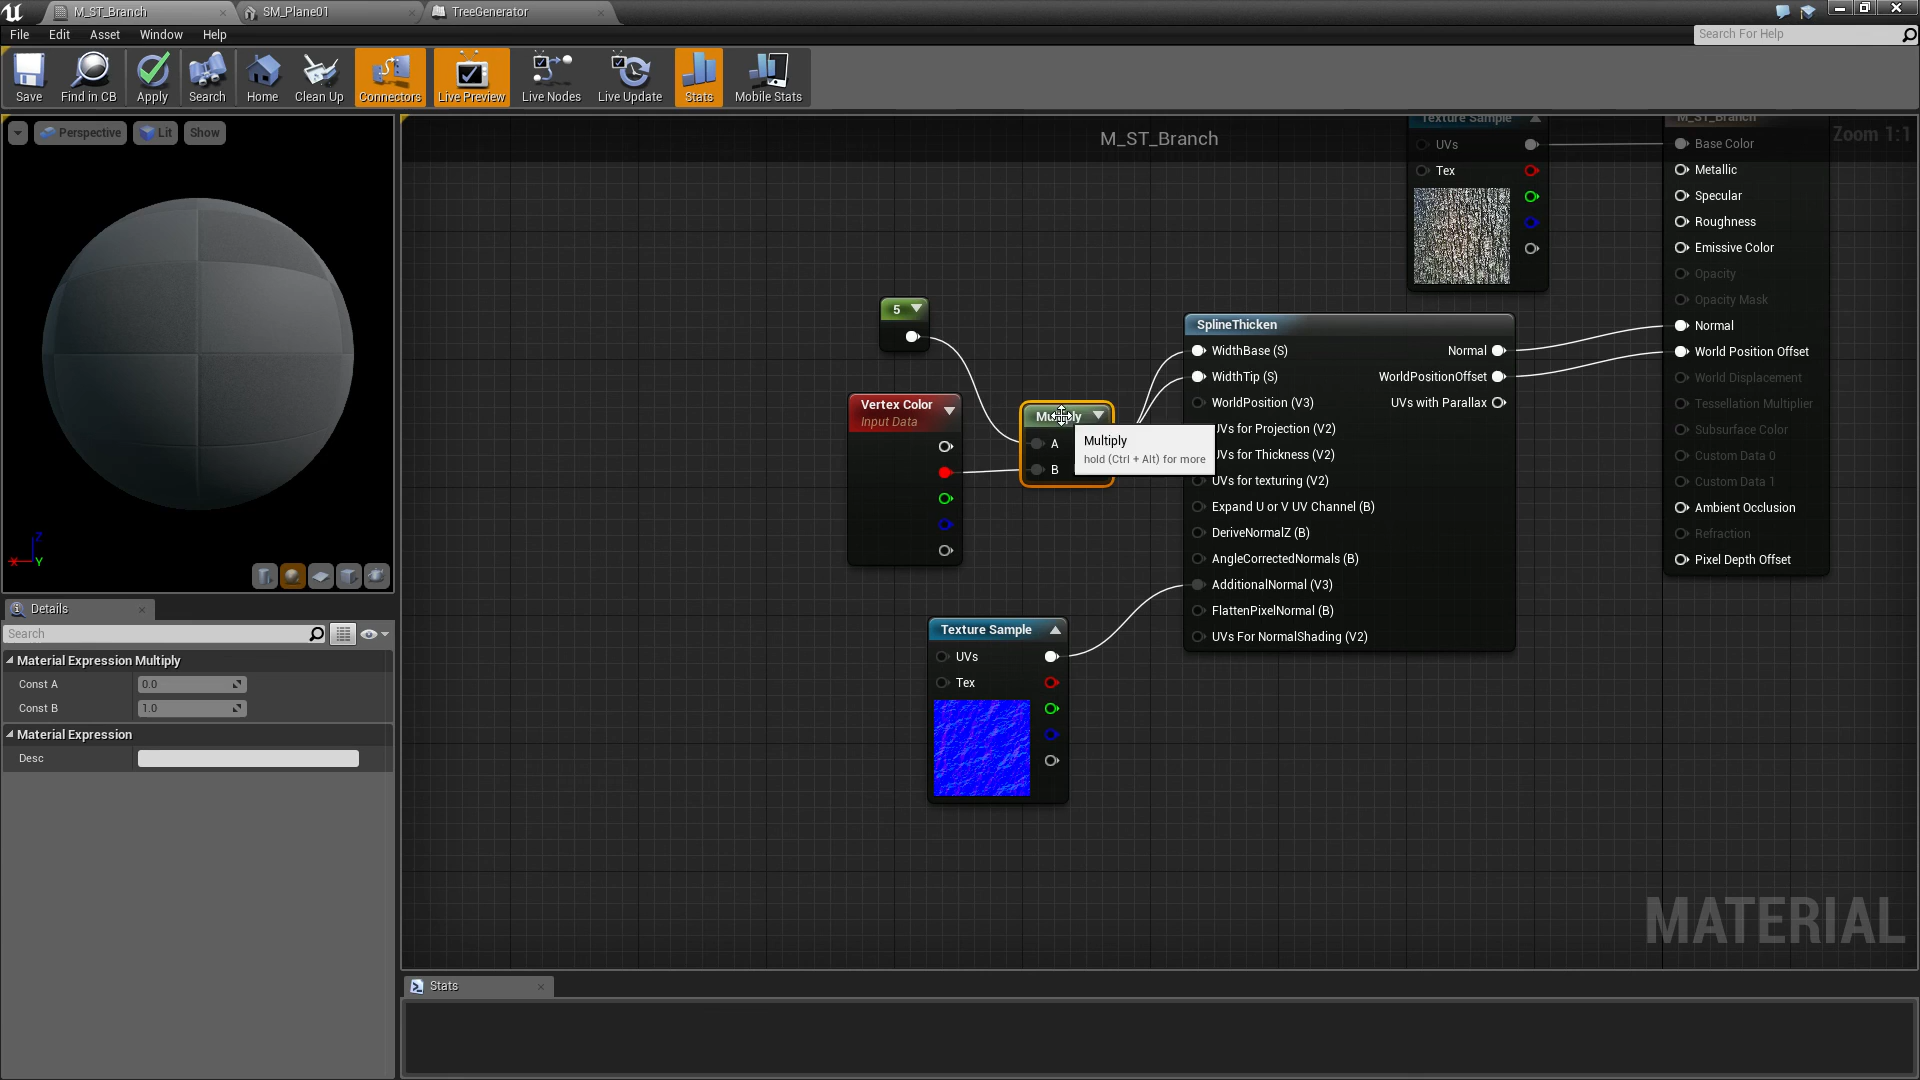 M_ST_Branch
SM_Plane01
TreeGenerator
File Edit Asset Window Help
Search For Help
Save
Find in CB
Apply
Search
Home
Clean Up
Connectors
Live Preview
Live Nodes
Live Update
Stats
Mobile Stats
Perspective
Lit
Show
M_ST_Branch
Zoom 1:1
Texture Sample
UVs
Tex
M_ST_Branch
Base Color
Metallic
Specular
Roughness
Emissive Color
Opacity
Opacity Mask
Normal
World Position Offset
World Displacement
Tessellation Multiplier
Subsurface Color
Custom Data 0
Custom Data 1
Ambient Occlusion
Refraction
Pixel Depth Offset
5
SplineThicken
WidthBase (S)
Normal
WidthTip (S)
WorldPositionOffset
WorldPosition (V3)
UVs with Parallax
UVs for Projection (V2)
UVs for Thickness (V2)
UVs for texturing (V2)
Expand U or V UV Channel (B)
DeriveNormalZ (B)
AngleCorrectedNormals (B)
AdditionalNormal (V3)
FlattenPixelNormal (B)
UVs For NormalShading (V2)
Vertex Color
Input Data
Multiply
A
B
Multiply
hold (Ctrl + Alt) for more
Texture Sample
UVs
Tex
Z
X
Y
Details
Search
Material Expression Multiply
Const A
0.0
Const B
1.0
Material Expression
Desc
MATERIAL
Stats